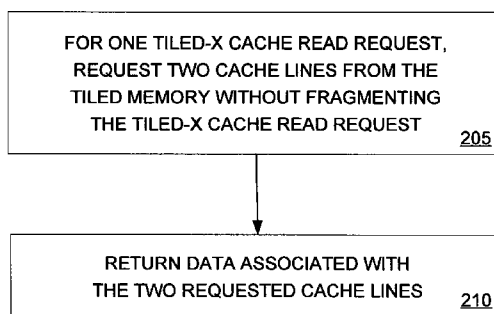 FOR ONE TILED-X CACHE READ REQUEST,
REQUEST TWO CACHE LINES FROM THE
TILED MEMORY WITHOUT FRAGMENTING
THE TILED-X CACHE READ REQUEST
205
RETURN DATA ASSOCIATED WITH
THE TWO REQUESTED CACHE LINES
210